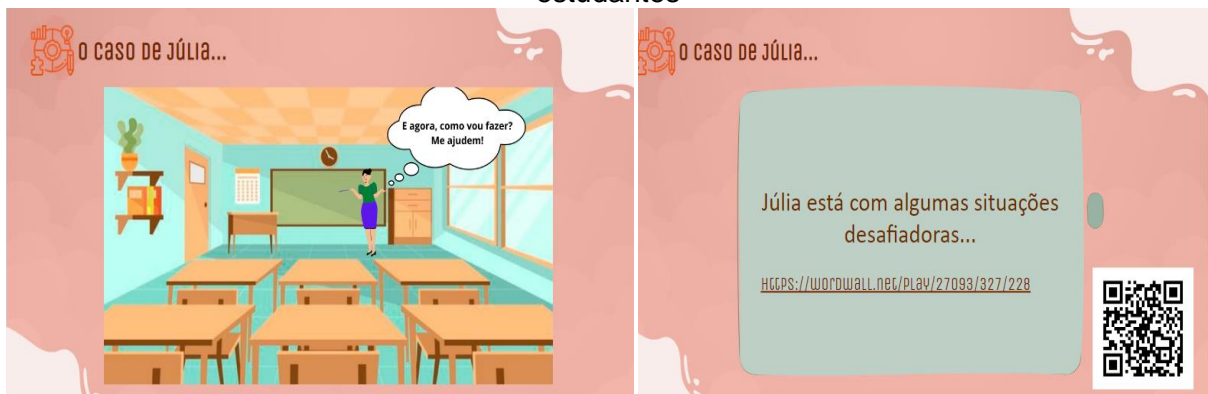 estudantes
o caso de Júlia...
E agora, como vou fazer?
Me ajudem!
o caso de Júlia...
Júlia está com algumas situações
desafiadoras...
https://wordwall.net/play/27093/327/228